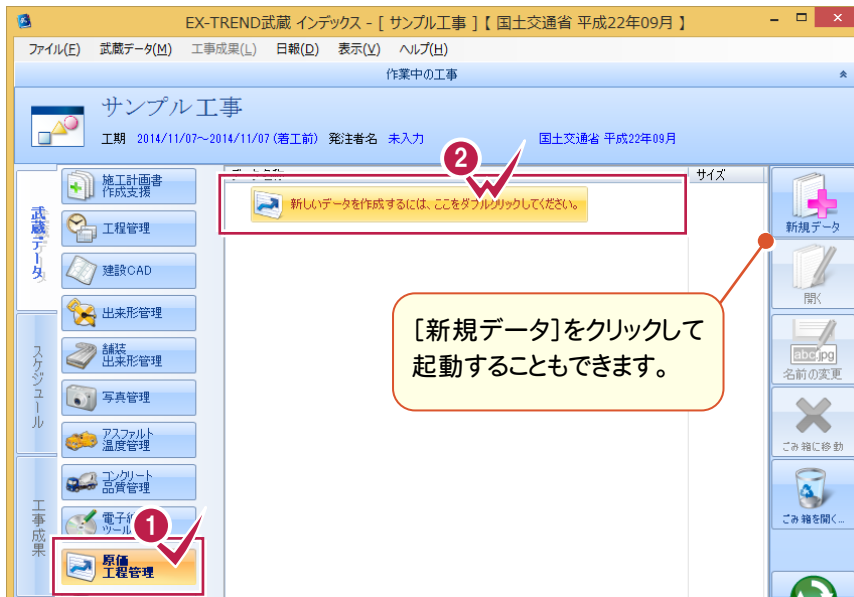 EX-TREND武蔵 インデックス - [ サンプル工事 ]【 国土交通省 平成22年09月 】
ファイル(F) 武蔵データ(M) 工事成果(L) 日報(D) 表示(V) ヘルプ(H)
作業中の工事
サンプル工事
工期 2014/11/07～2014/11/07 (着工前) 発注者名 未入力 国土交通省 平成22年09月
武蔵データ
スケジュール
工事成果
施工計画書
作成支援
工程管理
建設CAD
出来形管理
舗装
出来形管理
写真管理
アスファルト
温度管理
コンクリート
品質管理
電子
ツール
1
原価
工程管理
サイズ
2
新しいデータを作成するには、ここをダブルクリックしてください。
[新規データ]をクリックして
起動することもできます。
新規データ
開く
abc.jpg
名前の変更
ごみ箱に移動
ごみ箱を開く...